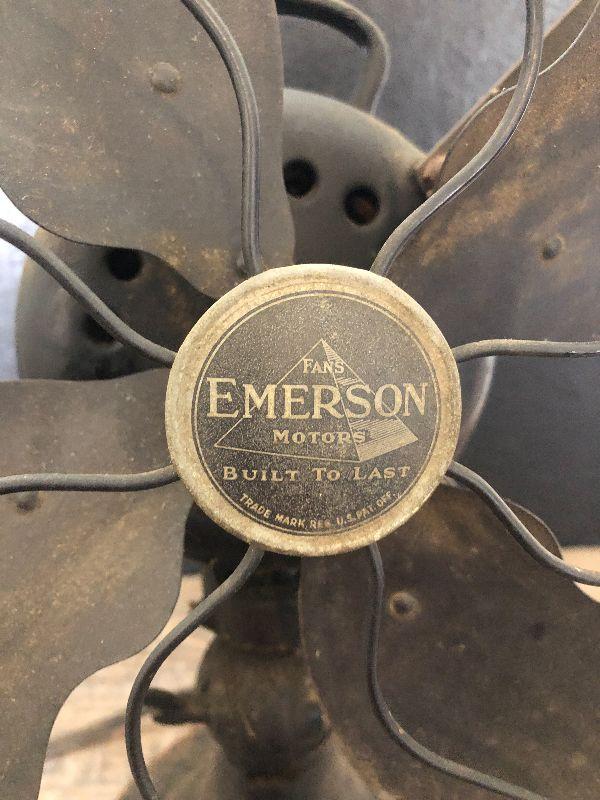 FANS
EMERSON
MOTORS
BUILT TO LAST
TRADE MARK REG. U.S. PAT. OFF.